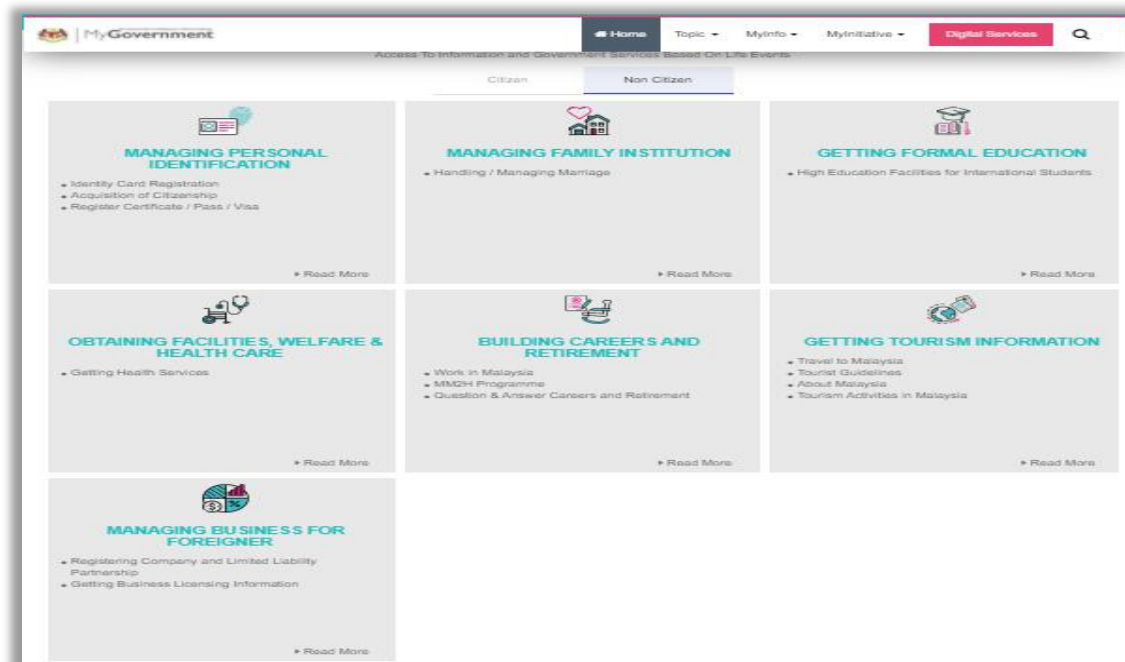 MyGovernment
Home Topic MyInfo MyInitiative Digital Services
Access To Information and Government Services Based On Life Events
Citizen Non Citizen
MANAGING PERSONAL
IDENTIFICATION
• Identity Card Registration
• Acquisition of Citizenship
• Register Certificate / Pass / Visa
Read More
MANAGING FAMILY INSTITUTION
• Handling / Managing Marriage
Read More
GETTING FORMAL EDUCATION
• High Education Facilities for International Students
Read More
OBTAINING FACILITIES, WELFARE &
HEALTH CARE
• Getting Health Services
Read More
BUILDING CAREERS AND
RETIREMENT
• Work in Malaysia
• MM2H Programme
• Question & Answer Careers and Retirement
Read More
GETTING TOURISM INFORMATION
• Travel to Malaysia
• Tourist Guidelines
• About Malaysia
• Tourism Activities in Malaysia
Read More
MANAGING BUSINESS FOR
FOREIGNER
• Registering Company and Limited Liability
Partnership
• Getting Business Licensing Information
Read More